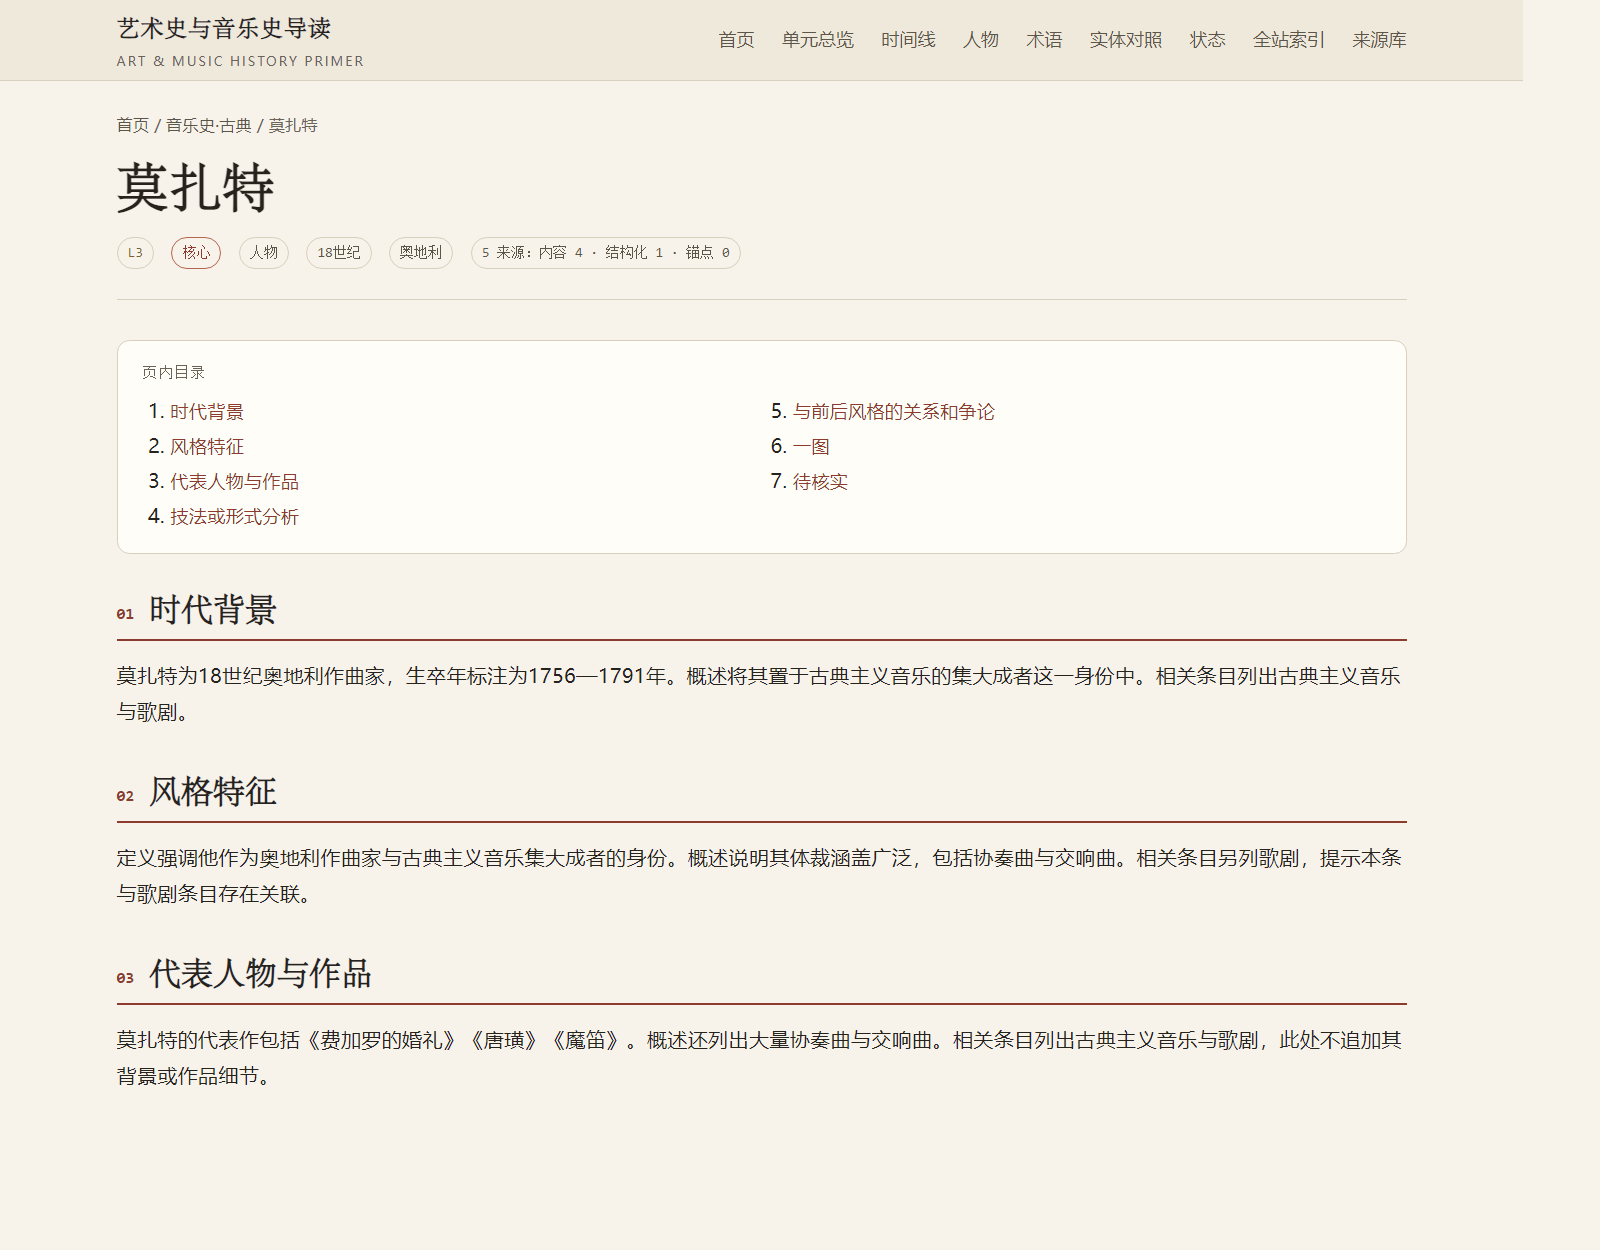 艺术史与音乐史导读
ART & MUSIC HISTORY PRIMER
首页 单元总览 时间线 人物 术语 实体对照 状态 全站索引 来源库
首页 / 音乐史·古典 / 莫扎特
莫扎特
L3 核心 人物 18世纪 奥地利 5 来源：内容 4 · 结构化 1 · 锚点 0
页内目录
1. 时代背景
2. 风格特征
3. 代表人物与作品
4. 技法或形式分析
5. 与前后风格的关系和争论
6. 一图
7. 待核实
01 时代背景
莫扎特为18世纪奥地利作曲家，生卒年标注为1756—1791年。概述将其置于古典主义音乐的集大成者这一身份中。相关条目列出古典主义音乐
与歌剧。
02 风格特征
定义强调他作为奥地利作曲家与古典主义音乐集大成者的身份。概述说明其体裁涵盖广泛，包括协奏曲与交响曲。相关条目另列歌剧，提示本条
与歌剧条目存在关联。
03 代表人物与作品
莫扎特的代表作包括《费加罗的婚礼》《唐璜》《魔笛》。概述还列出大量协奏曲与交响曲。相关条目列出古典主义音乐与歌剧，此处不追加其
背景或作品细节。